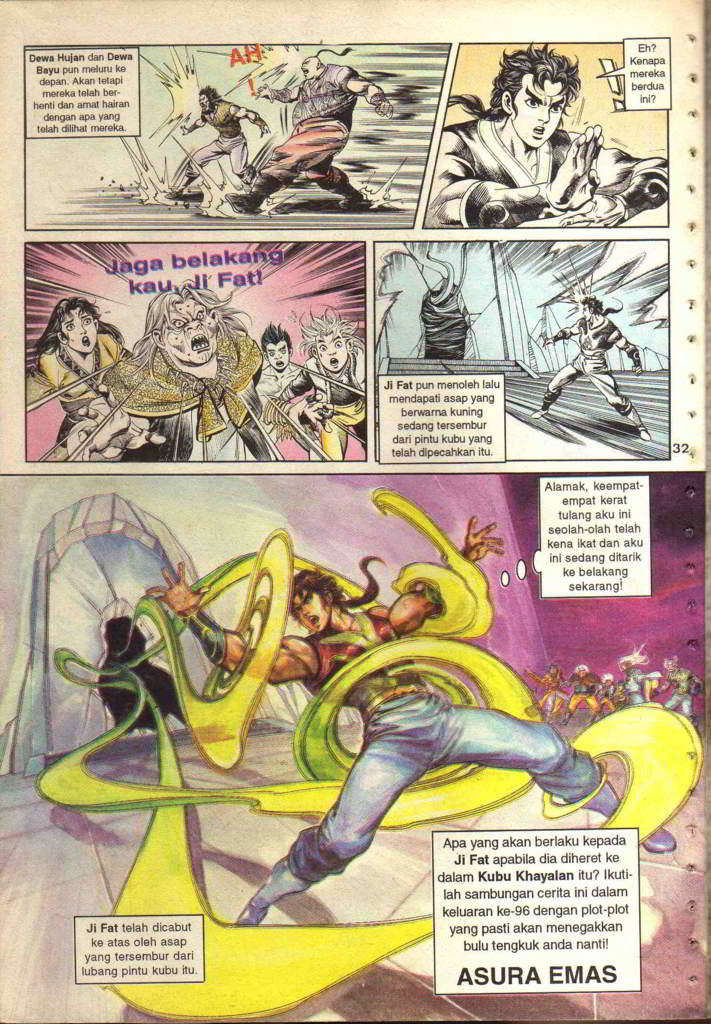 Dewa Hujan dan Dewa
Bayu pun meluru ke
depan. Akan tetapi
mereka telah ber-
henti dan amat hairan
dengan apa yang
telah dilihat mereka.
AH
!
Eh?
Kenapa
mereka
berdua
ini?
Jaga belakang
kau, Ji Fat!
Ji Fat pun menoleh lalu
mendapati asap yang
berwarna kuning
sedang tersembur
dari pintu kubu yang
telah dipecahkan itu.
32
Alamak, keempat-
empat kerat
tulang aku ini
seolah-olah telah
kena ikat dan aku
ini sedang ditarik
ke belakang
sekarang!
Ji Fat telah dicabut
ke atas oleh asap
yang tersembur dari
lubang pintu kubu itu.
Apa yang akan berlaku kepada
Ji Fat apabila dia diheret ke
dalam Kubu Khayalan itu? Ikuti-
lah sambungan cerita ini dalam
keluaran ke-96 dengan plot-plot
yang pasti akan menegakkan
bulu tengkuk anda nanti!
ASURA EMAS